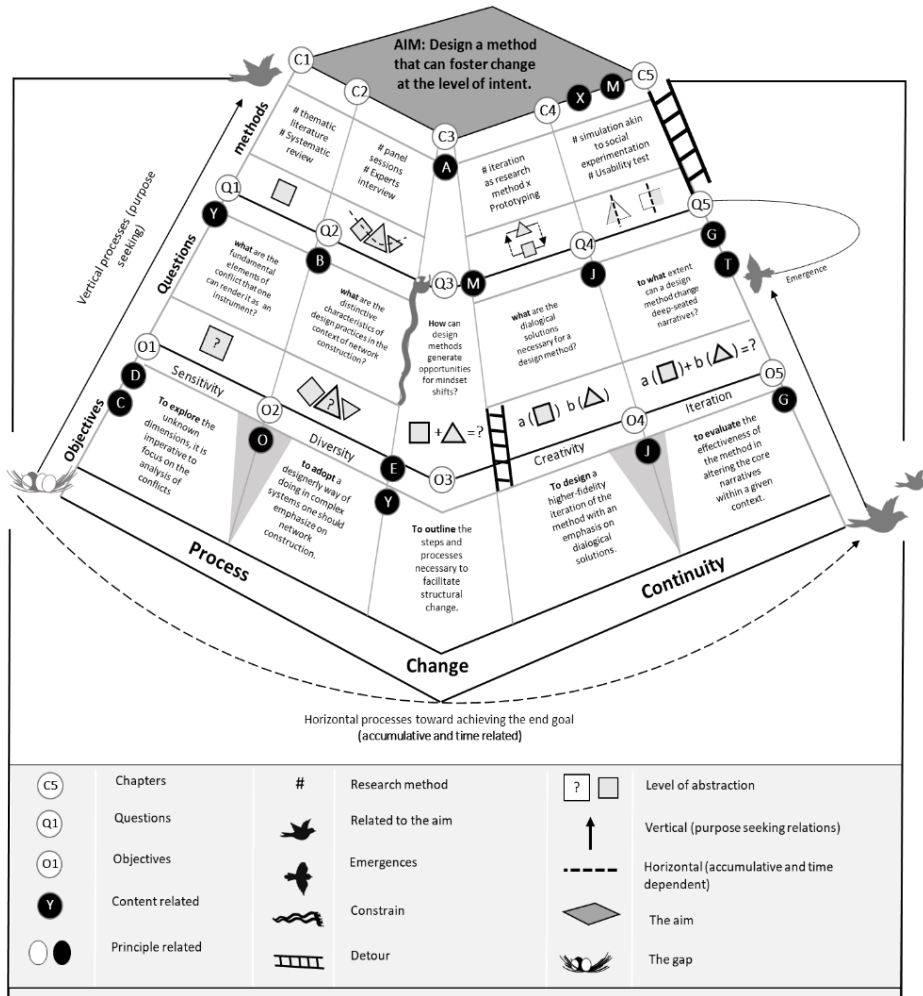 AIM: Design a method
that can foster change
at the level of intent.
C1
C2
C3
C4
X
M
C5
A
methods
# thematic
literature
# Systematic
review
# panel
sessions
# Experts
interview
# iteration
as research
method x
Prototyping
# simulation akin
to social
experimentation
# Usability test
Vertical processes (purpose
seeking)
Q1
Y
Q2
B
Q3
M
Q4
J
Q5
G
T
Emergence
Questions
what are the
fundamental
elements of
conflict that one
can render it as an
instrument?
?
what are the
distinctive
characteristics of
design practices in the
context of network
construction?
?
How can
design
methods
generate
opportunities
for mindset
shifts?
+ =?
what are the
dialogical
solutions
necessary for a
design method?
a ( ) b ( )
to what extent
can a design
method change
deep-seated
narratives?
a ( ) + b ( ) =?
O1
D
C
O2
O
E
Y
O3
O4
J
O5
G
Sensitivity
Diversity
Creativity
Iteration
Objectives
To explore the
unknown
dimensions, it is
imperative to
focus on the
analysis of
conflicts
to adopt a
designerly way of
doing in complex
systems one should
emphasize on
network
construction.
To outline the
steps and
processes
necessary to
facilitate
structural
change.
To design a
higher-fidelity
iteration of the
method with an
emphasis on
dialogical
solutions.
to evaluate the
effectiveness of
the method in
altering the core
narratives
within a given
context.
Process
Change
Continuity
Horizontal processes toward achieving the end goal
(accumulative and time related)
C5
Chapters
#
Research method
?
Level of abstraction
Q1
Questions
Related to the aim
Vertical (purpose seeking relations)
O1
Objectives
Emergences
Horizontal (accumulative and time
dependent)
Y
Content related
Constrain
The aim
Principle related
Detour
The gap